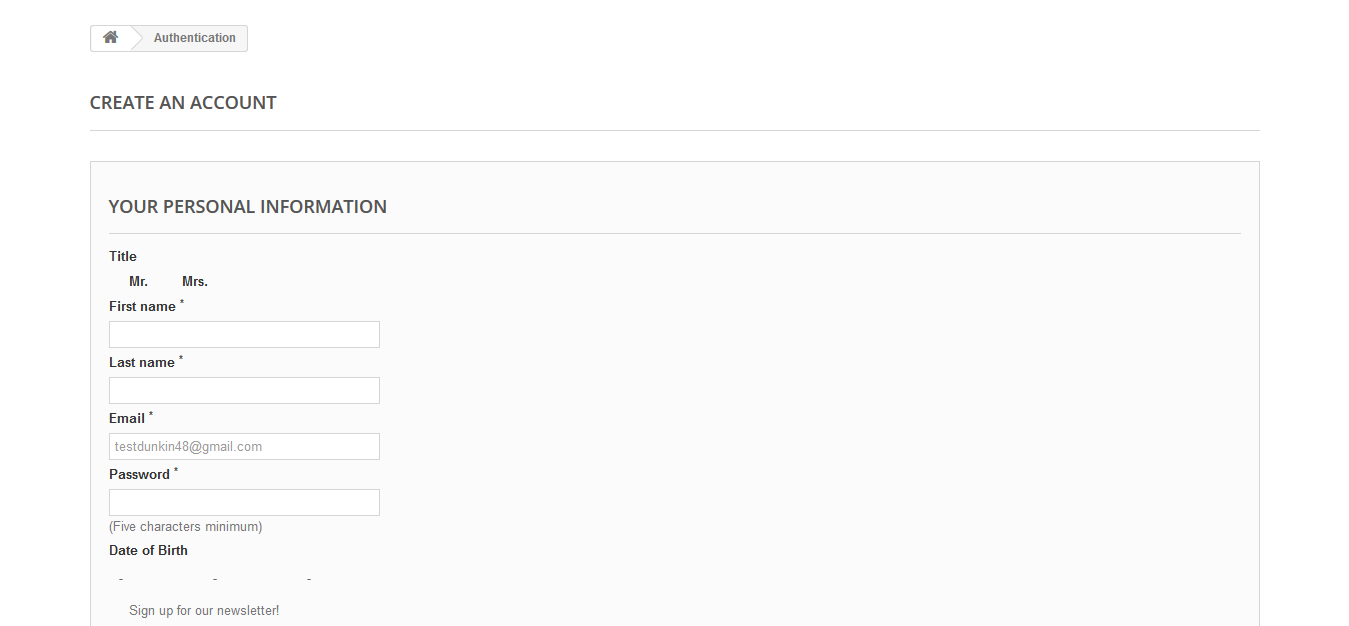 Authentication
CREATE AN ACCOUNT
YOUR PERSONAL INFORMATION
Title
Mr. Mrs.
First name *
Last name *
Email *
testdunkin48@gmail.com
Password *
(Five characters minimum)
Date of Birth
- - -
Sign up for our newsletter!